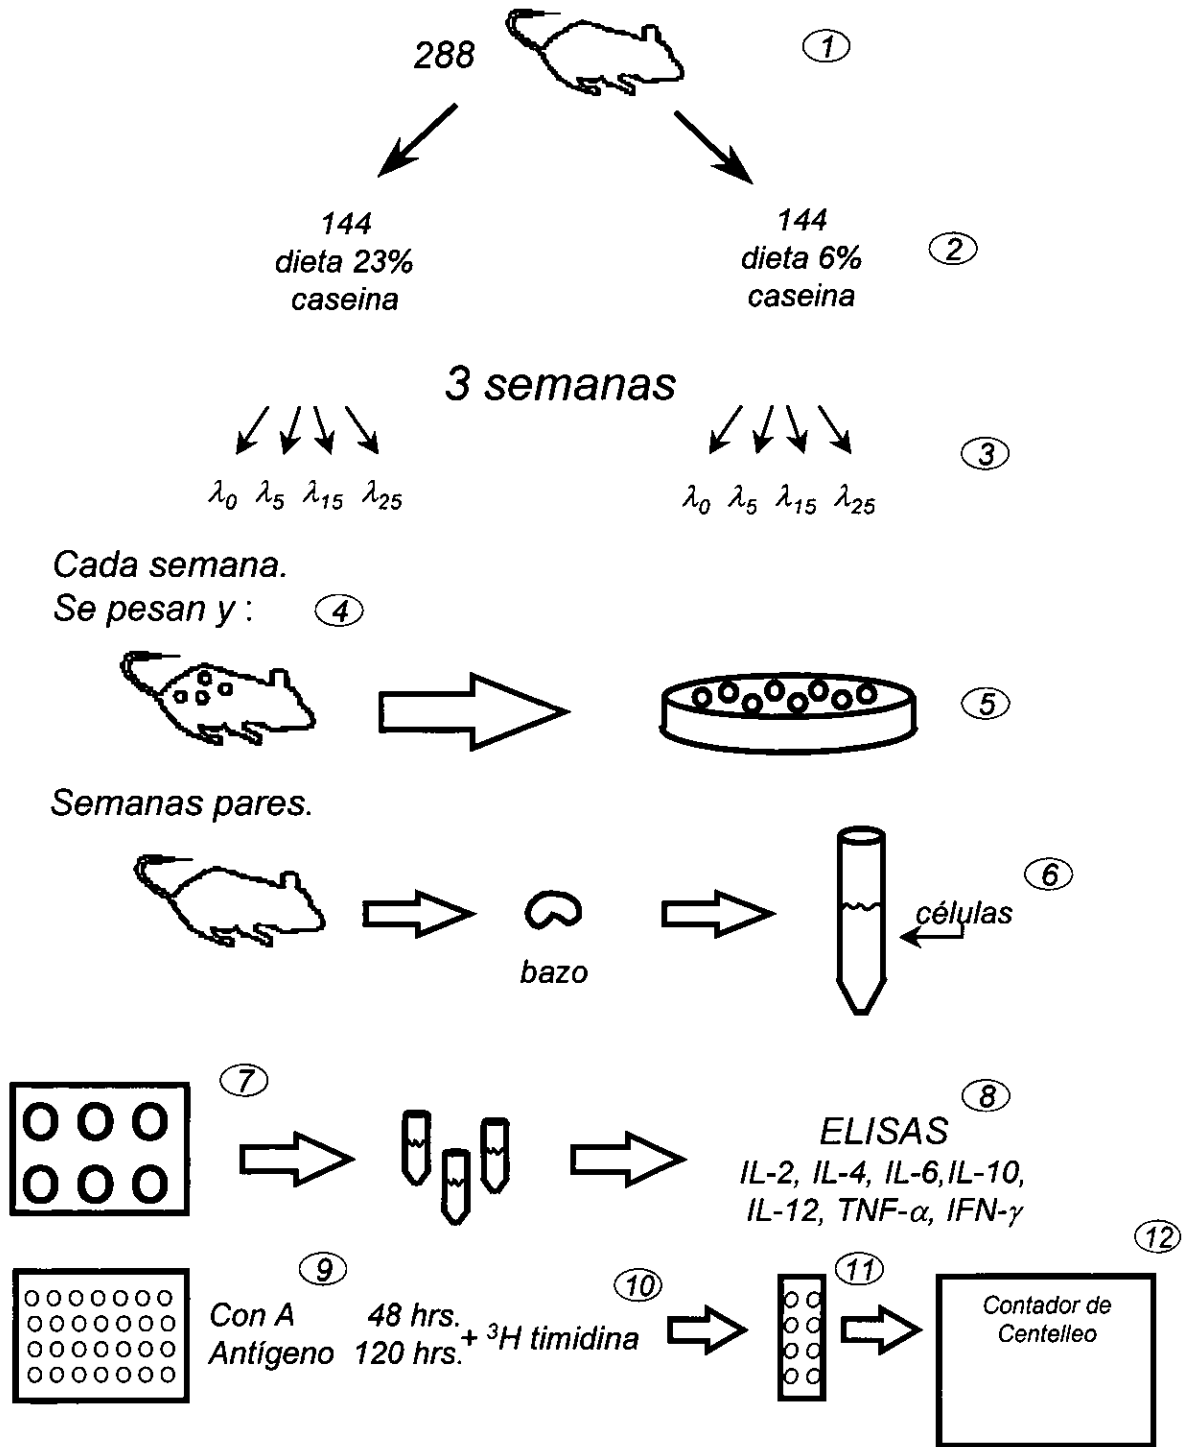 288
1
144
dieta 23%
caseina
144
dieta 6%
caseina
2
3 semanas
3
λ0 λ5 λ15 λ25
λ0 λ5 λ15 λ25
Cada semana.
Se pesan y :
4
5
Semanas pares.
6
células
bazo
7
8
ELISAS
IL-2, IL-4, IL-6,IL-10,
IL-12, TNF-α, IFN-γ
9
Con A 48 hrs.
Antígeno 120 hrs.
+ ³H timidina
10
11
12
Contador de
Centelleo